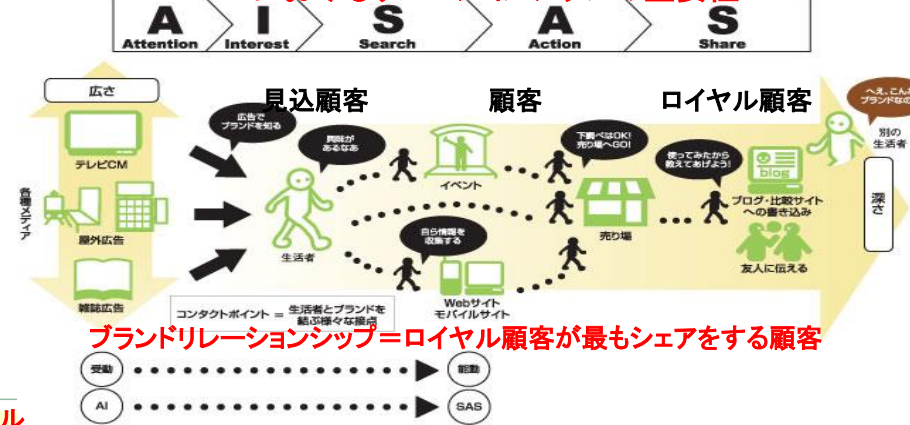 A I S A S
Attention Interest Search Action Share
広さ
見込顧客 顧客 ロイヤル顧客
広告で
ブランドを知る
興味が
あるなあ
下調べはOK!
売り場へGO!
使ってみたから
教えてあげよう!
別の
生活者
テレビCM
イベント
blog
各種メディア
ブログ・比較サイト
への書き込み
深さ
屋外広告
自ら情報を
収集する
売り場
生活者
友人に伝える
雑誌広告
Webサイト
モバイルサイト
コンタクトポイント = 生活者とブランドを
結ぶ様々な接点
ブランドリレーションシップ=ロイヤル顧客が最もシェアをする顧客
受動 能動
AI SAS
ル